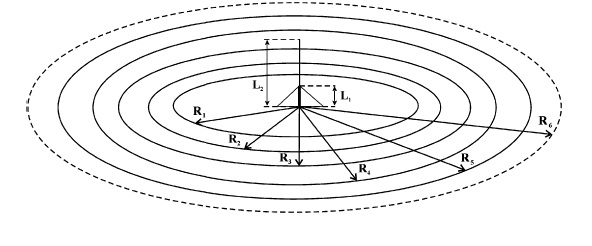 L₂
L₁
R₁
R₂
R₃
R₄
R₅
R₆